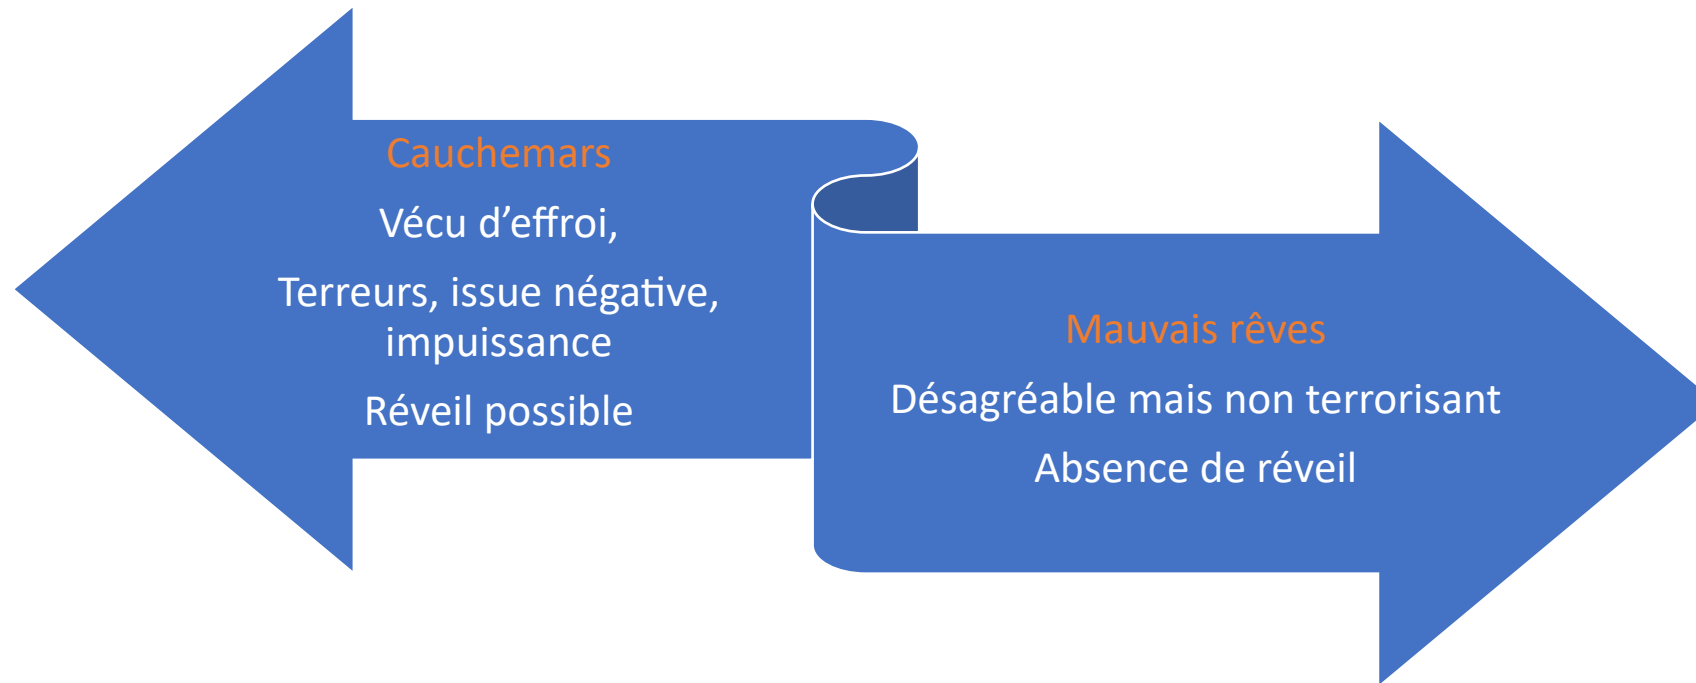 Cauchemars
Vécu d’effroi,
Terreurs, issue négative,
impuissance
Réveil possible
Mauvais rêves
Désagréable mais non terrorisant
Absence de réveil